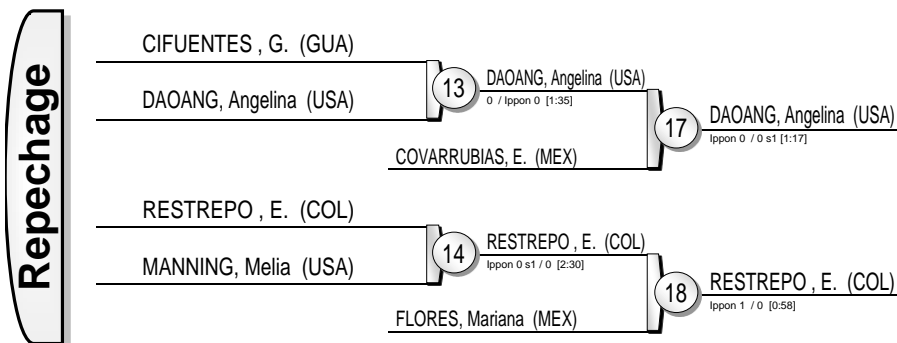 Repechage
CIFUENTES , G. (GUA)
DAOANG, Angelina (USA)
13
DAOANG, Angelina (USA)
0 / Ippon 0 [1:35]
COVARRUBIAS, E. (MEX)
17
DAOANG, Angelina (USA)
Ippon 0 / 0 s1 [1:17]
RESTREPO , E. (COL)
MANNING, Melia (USA)
14
RESTREPO , E. (COL)
Ippon 0 s1 / 0 [2:30]
FLORES, Mariana (MEX)
18
RESTREPO , E. (COL)
Ippon 1 / 0 [0:58]